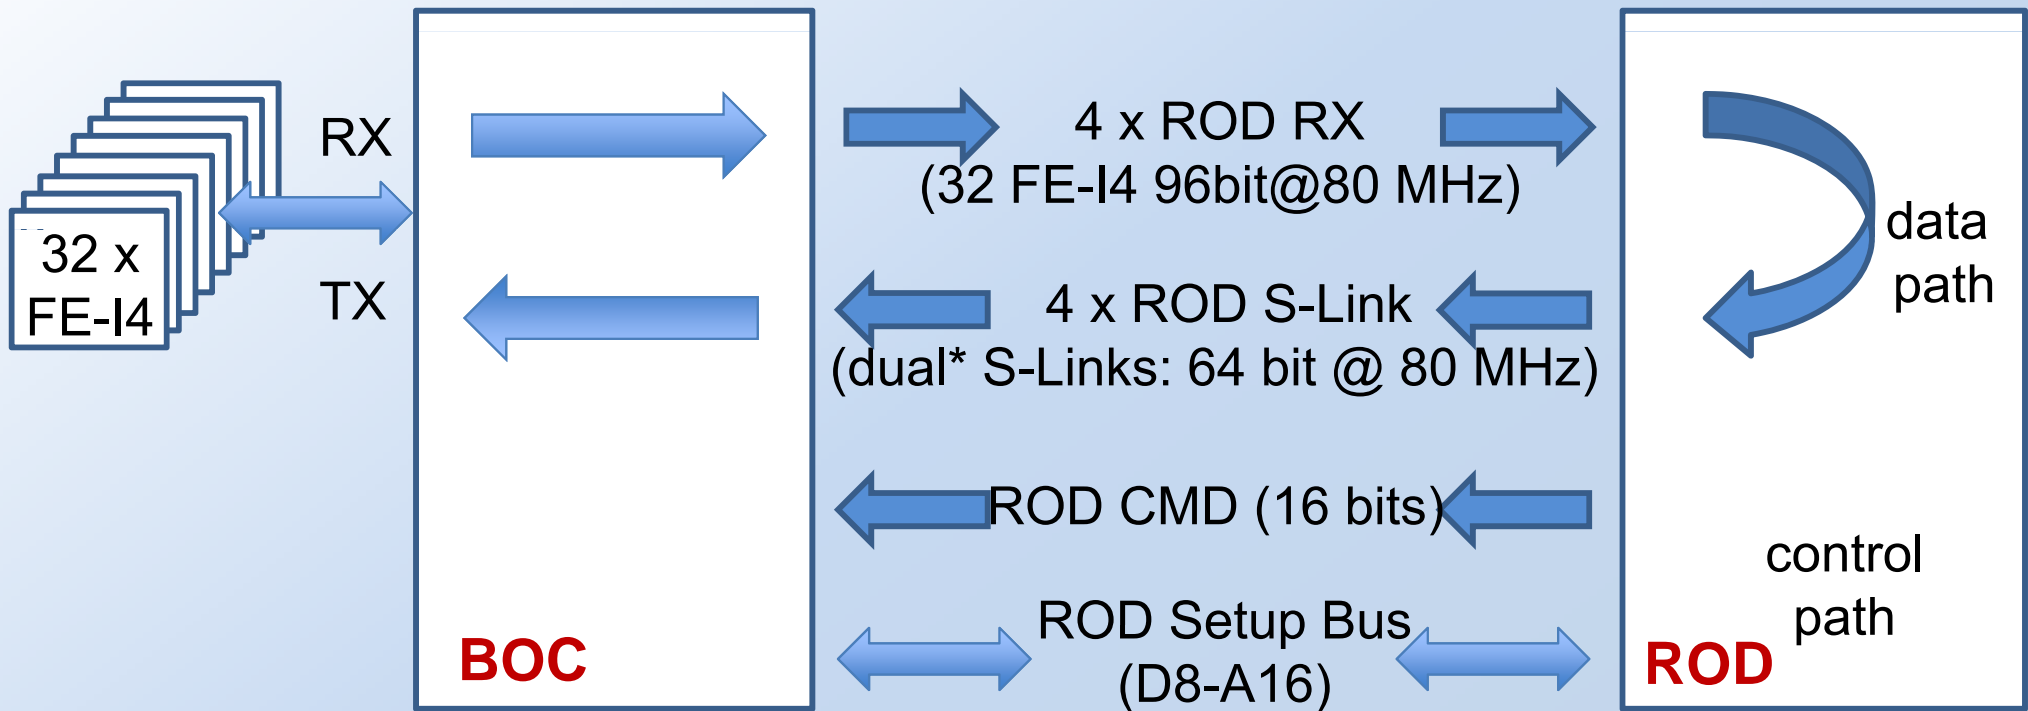 RX
TX
32 x
FE-I4
BOC
4 x ROD RX
(32 FE-I4 96bit@80 MHz)
4 x ROD S-Link
(dual* S-Links: 64 bit @ 80 MHz)
ROD CMD (16 bits)
ROD Setup Bus
(D8-A16)
data
path
control
path
ROD